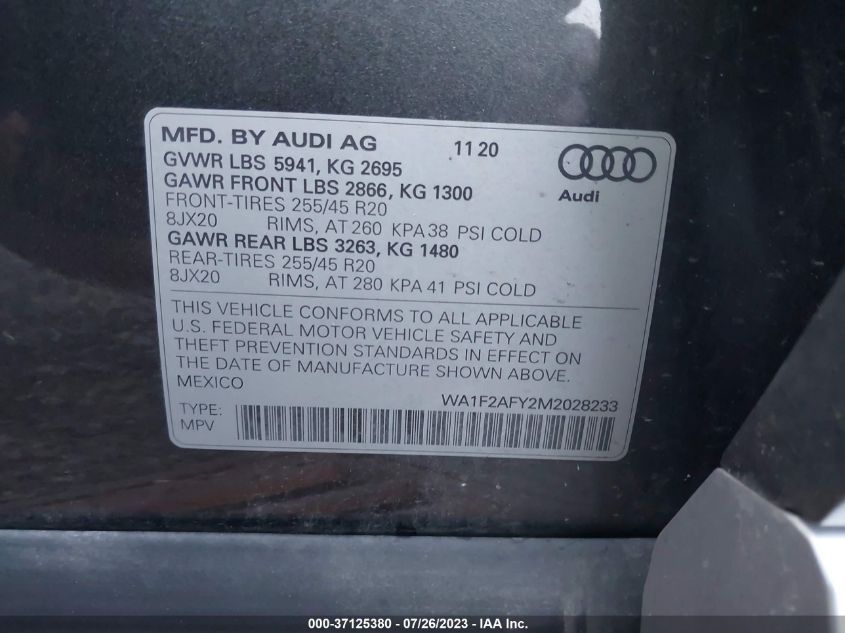 MFD. BY AUDI AG 11 20
GVWR LBS 5941, KG 2695
GAWR FRONT LBS 2866, KG 1300
Audi
FRONT-TIRES 255/45 R20
8JX20 RIMS, AT 260 KPA 38 PSI COLD
GAWR REAR LBS 3263, KG 1480
REAR-TIRES 255/45 R20
8JX20 RIMS, AT 280 KPA 41 PSI COLD
THIS VEHICLE CONFORMS TO ALL APPLICABLE
U.S. FEDERAL MOTOR VEHICLE SAFETY AND
THEFT PREVENTION STANDARDS IN EFFECT ON
THE DATE OF MANUFACTURE SHOWN ABOVE.
MEXICO
WA1F2AFY2M2028233
TYPE:
MPV
000-37125380 - 07/26/2023 - IAA Inc.